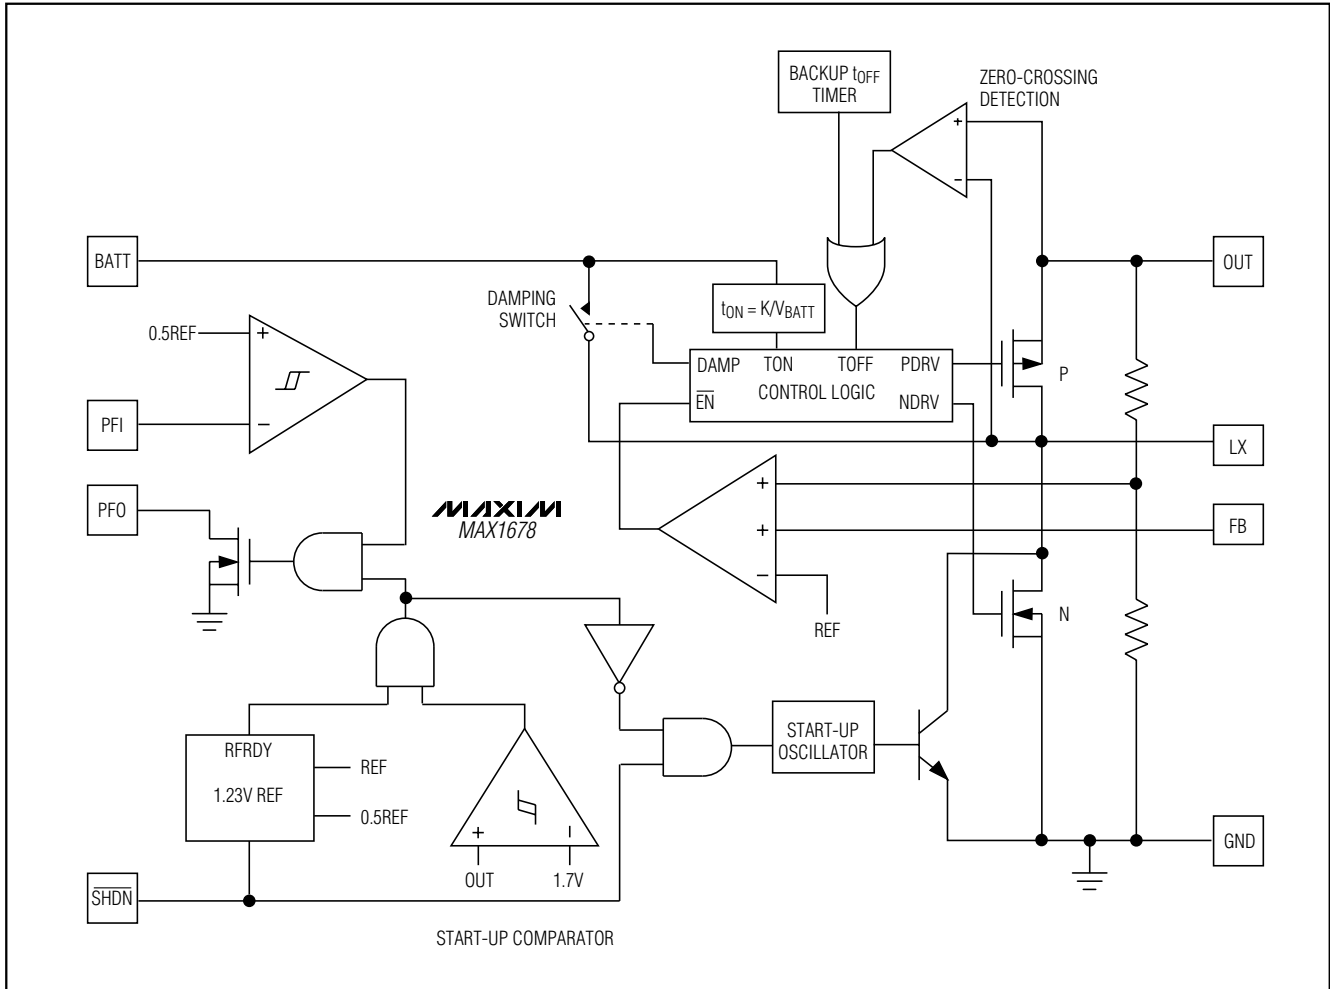 BACKUP tOFF
TIMER
ZERO-CROSSING
DETECTION
+
−
BATT
OUT
DAMPING
SWITCH
tON = K/VBATT
0.5REF
+
DAMP TON TOFF PDRV
P
CONTROL LOGIC
EN NDRV
PFI
−
LX
+
PFO
MAXIM
MAX1678
+
FB
−
REF
N
START-UP
OSCILLATOR
RFRDY
REF
1.23V REF
0.5REF
+
−
GND
OUT
1.7V
SHDN
START-UP COMPARATOR